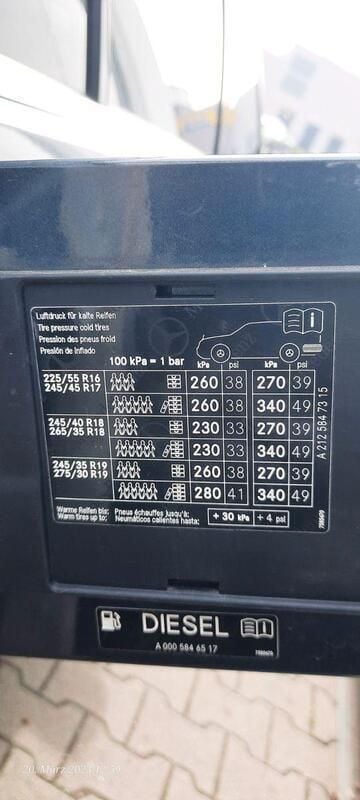 Luftdruck für kalte Reifen
Tire pressure cold tires
Pression des pneus froid
Presión de inflado
100 kPa = 1 bar
kPa psi kPa psi
225/55 R16
245/45 R17
260 38 270 39
260 38 340 49
245/40 R18
265/35 R18
230 33 270 39
230 33 340 49
245/35 R19
275/30 R19
260 38 270 39
280 41 340 49
Warme Reifen bis:
Warm tires up to:
Pneus échauffes jusqu'à:
Neumáticos calientes hasta:
+ 30 kPa + 4 psi
A 212 584 73 15
i
DIESEL i
A 000 584 65 17